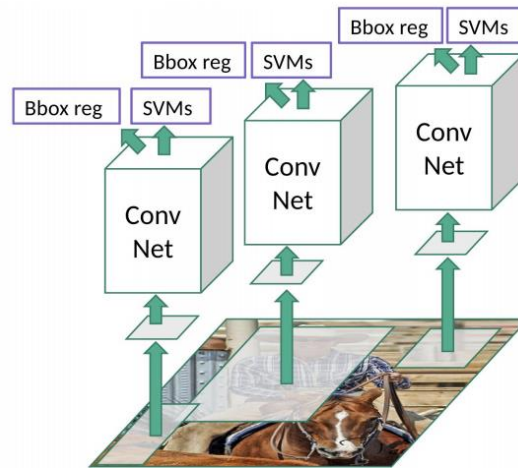 Bbox reg
SVMs
Bbox reg
SVMs
Bbox reg
SVMs
Conv
Net
Conv
Net
Conv
Net